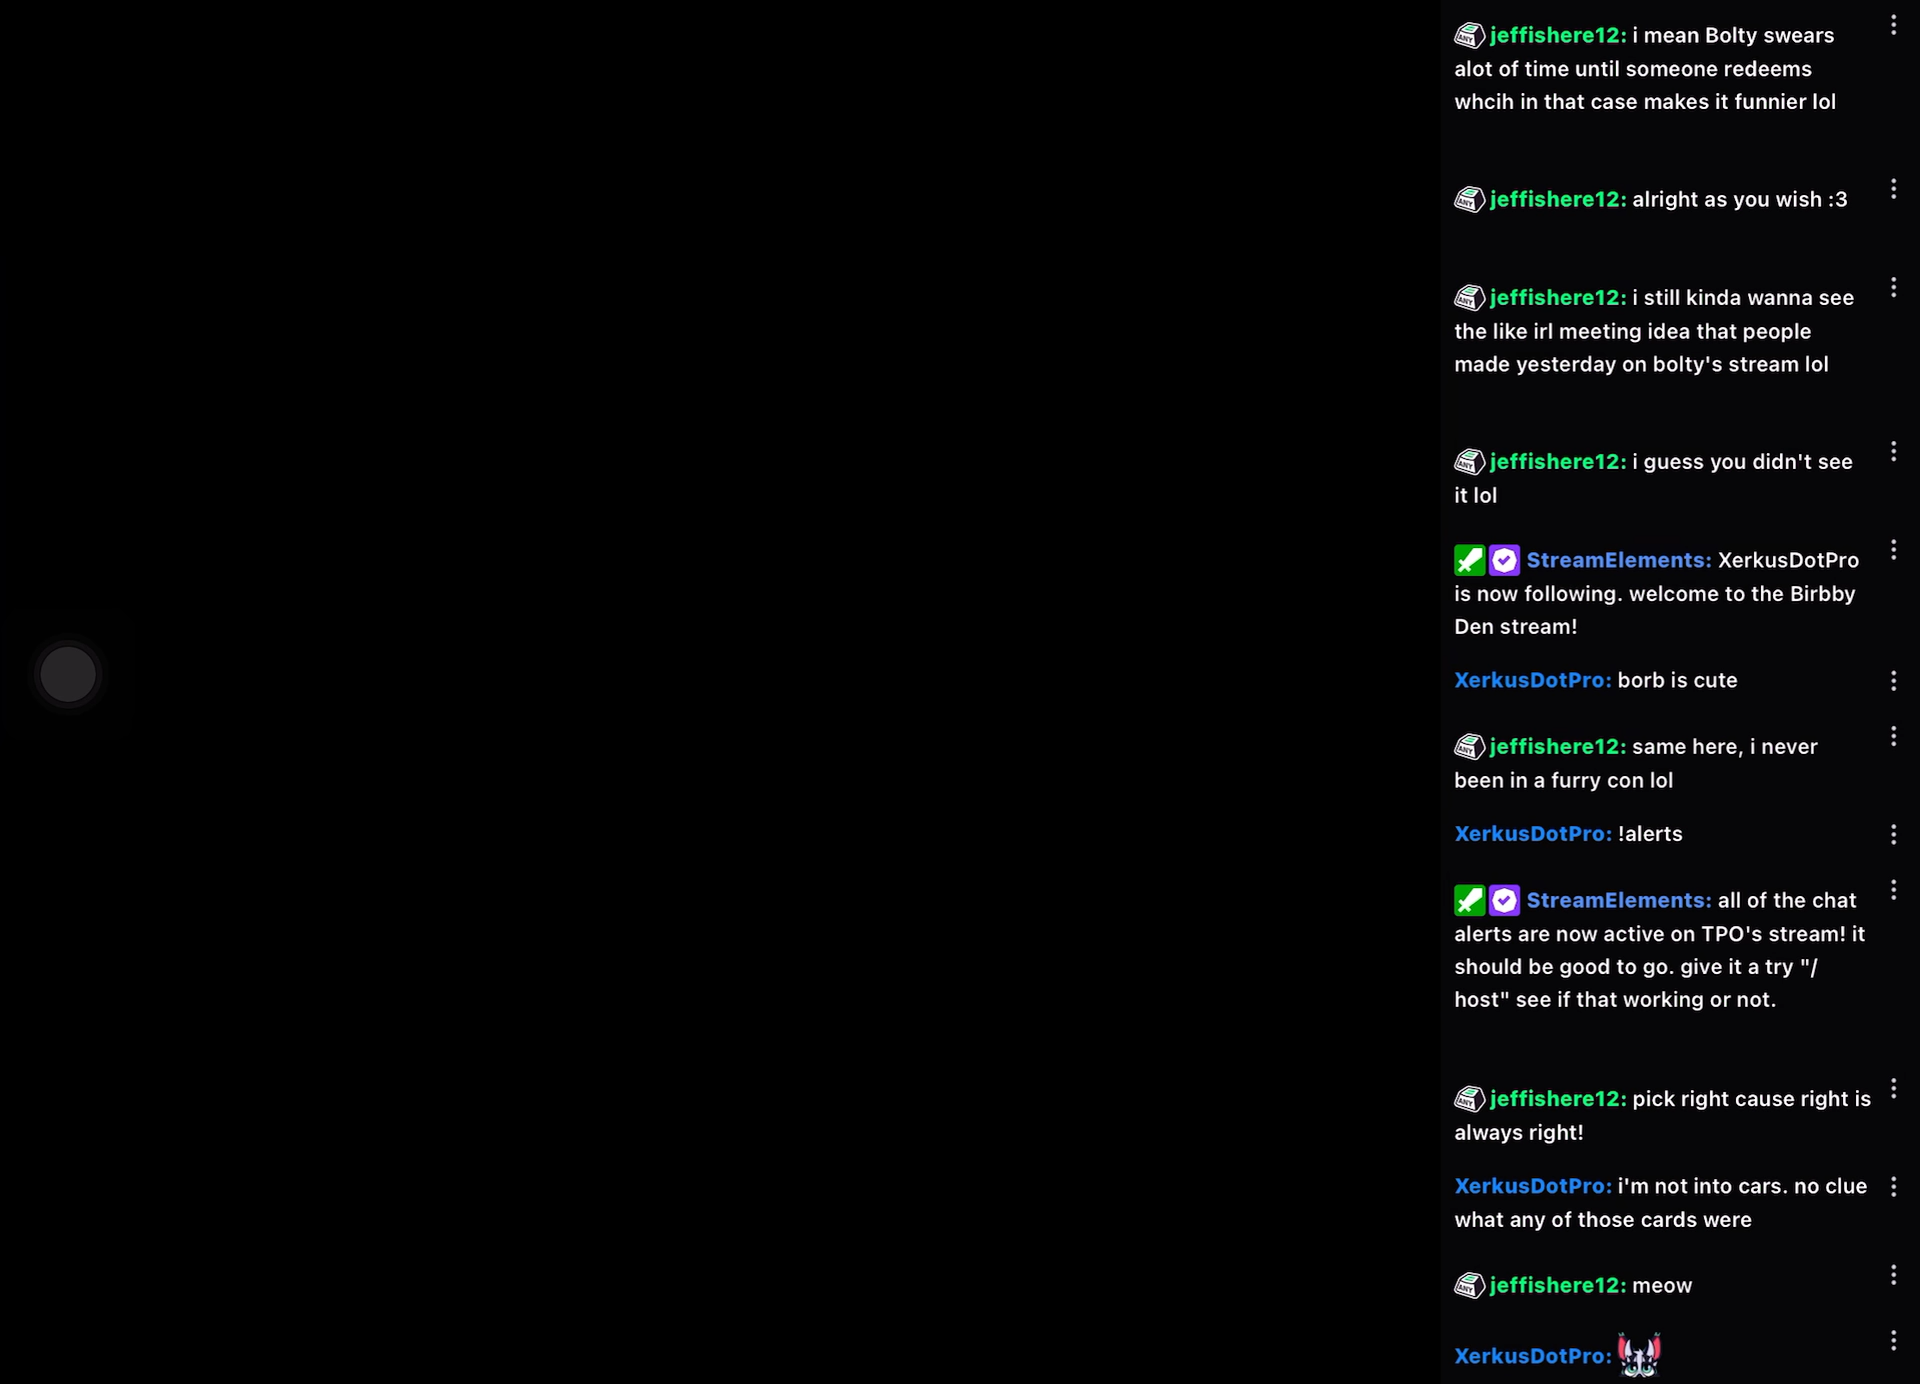 jeffishere12: i mean Bolty swears
alot of time until someone redeems
whcih in that case makes it funnier lol
jeffishere12: alright as you wish :3
jeffishere12: i still kinda wanna see
the like irl meeting idea that people
made yesterday on bolty's stream lol
jeffishere12: i guess you didn't see
it lol
StreamElements: XerkusDotPro
is now following. welcome to the Birbby
Den stream!
XerkusDotPro: borb is cute
jeffishere12: same here, i never
been in a furry con lol
XerkusDotPro: !alerts
StreamElements: all of the chat
alerts are now active on TPO's stream! it
should be good to go. give it a try "/
host" see if that working or not.
jeffishere12: pick right cause right is
always right!
XerkusDotPro: i'm not into cars. no clue
what any of those cards were
jeffishere12: meow
XerkusDotPro: